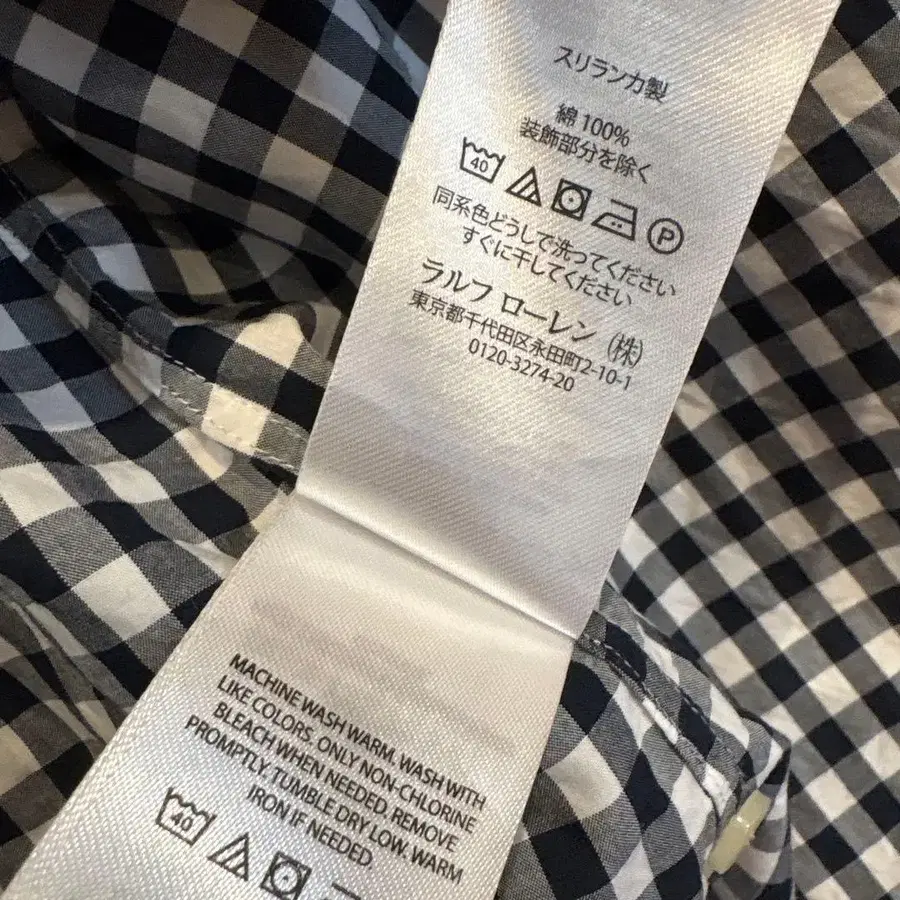 スリランカ製
綿 100%
装飾部分を除く
40 P
同系色どうしで洗ってください
すぐに干してください
ラルフ ローレン (株)
東京都千代田区永田町2-10-1
0120-3274-20
MACHINE WASH WARM. WASH WITH
LIKE COLORS. ONLY NON-CHLORINE
BLEACH WHEN NEEDED. REMOVE
PROMPTLY. TUMBLE DRY LOW. WARM
IRON IF NEEDED.
40